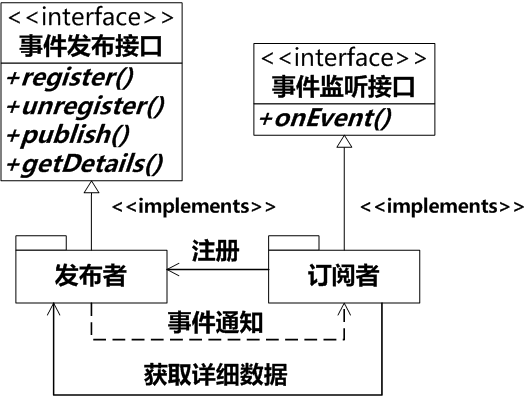 <<interface>>
事件发布接口
+register()
+unregister()
+publish()
+getDetails()
<<interface>>
事件监听接口
+onEvent()
<<implements>>
<<implements>>
发布者
注册
订阅者
事件通知
获取详细数据